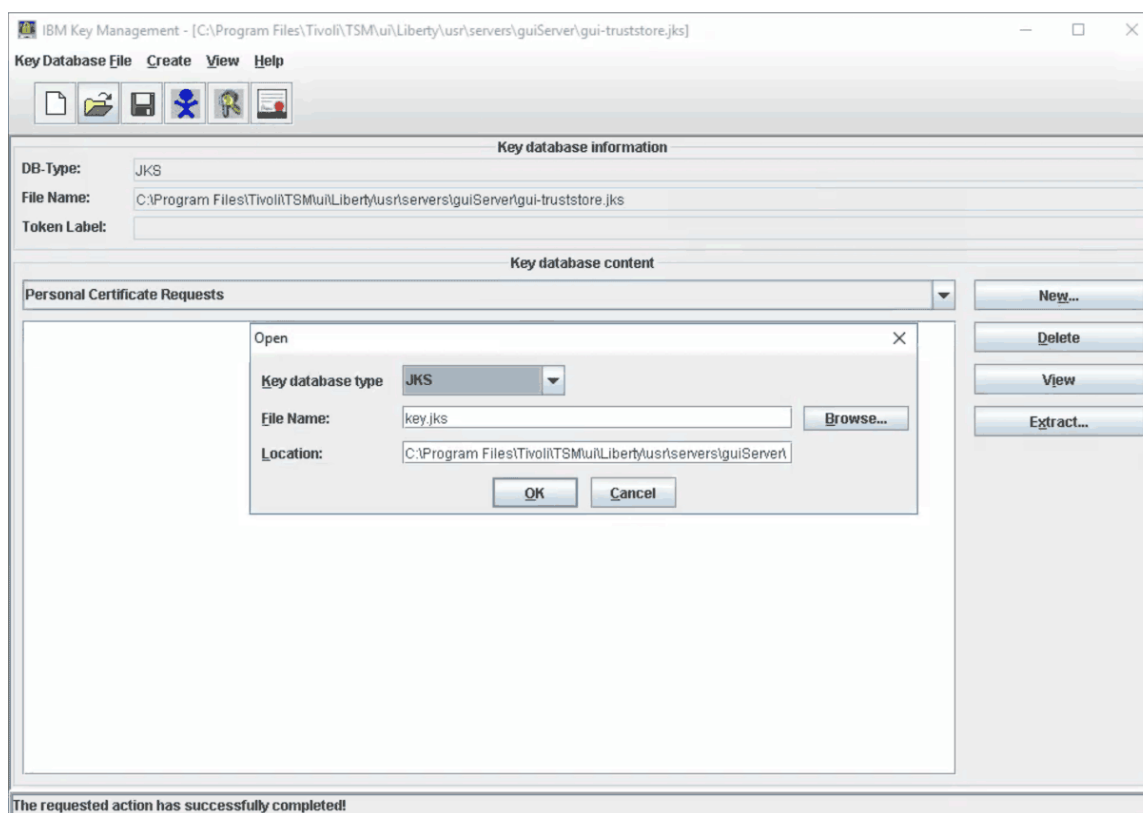 IBM Key Management - [C:\Program Files\Tivoli\TSM\ui\Liberty\usr\servers\guiServer\gui-truststore.jks]
Key Database File Create View Help
Key database information
DB-Type: JKS
File Name: C:\Program Files\Tivoli\TSM\ui\Liberty\usr\servers\guiServer\gui-truststore.jks
Token Label:
Key database content
Personal Certificate Requests
New...
Open
Delete
Key database type JKS
View
File Name: key.jks Browse...
Extract...
Location: C:\Program Files\Tivoli\TSM\ui\Liberty\usr\servers\guiServer\
OK Cancel
The requested action has successfully completed!